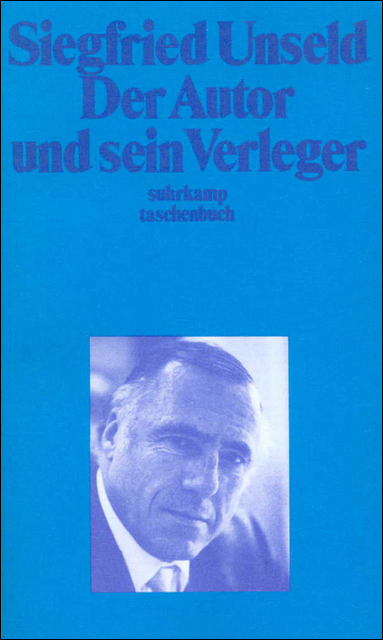 Siegfried Unseld
Der Autor
und sein Verleger
suhrkamp
taschenbuch